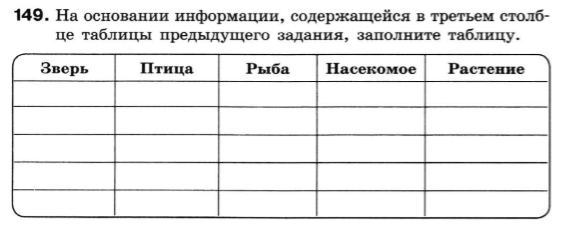 149. На основании информации, содержащейся в третьем столб-
це таблицы предыдущего задания, заполните таблицу.
Зверь Птица Рыба Насекомое Растение